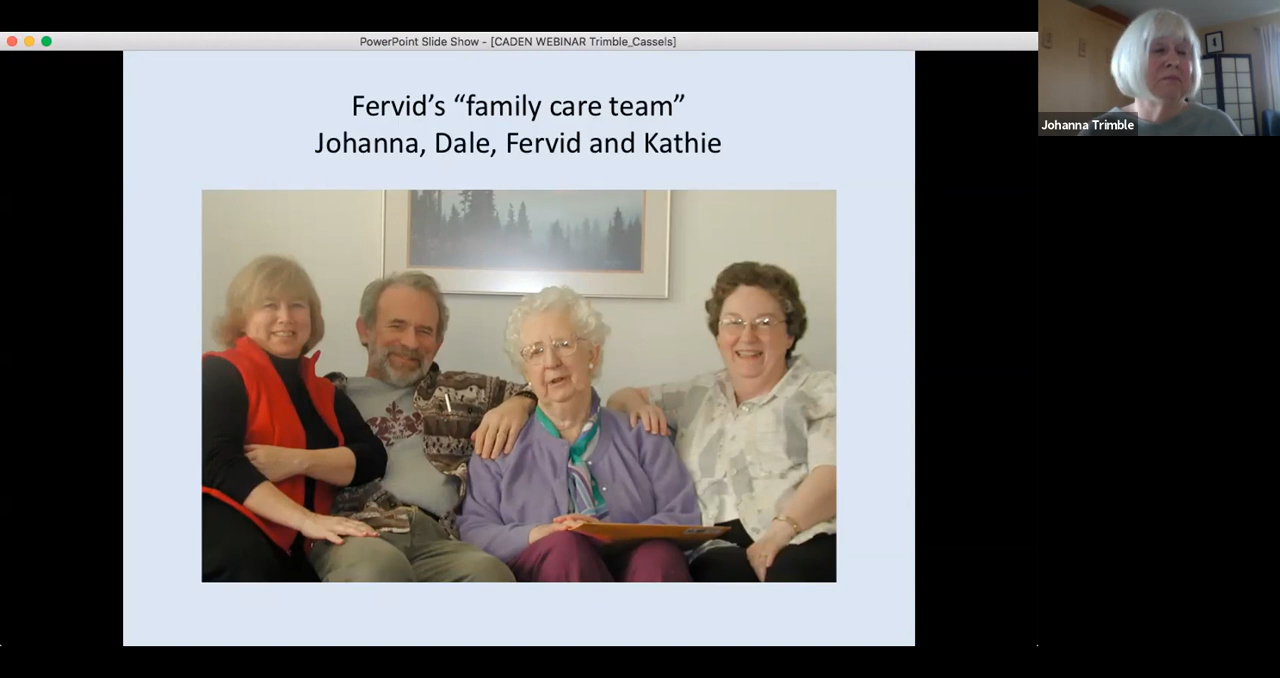 PowerPoint Slide Show - [CADEN WEBINAR Trimble_Cassels]
Fervid’s “family care team”
Johanna, Dale, Fervid and Kathie
Johanna Trimble